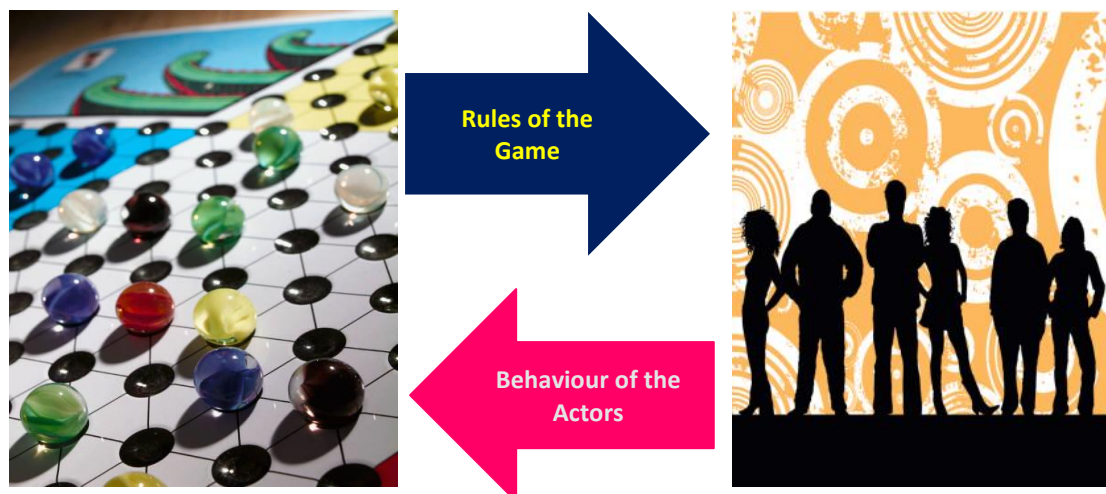 Rules of the
Game
Behaviour of the
Actors